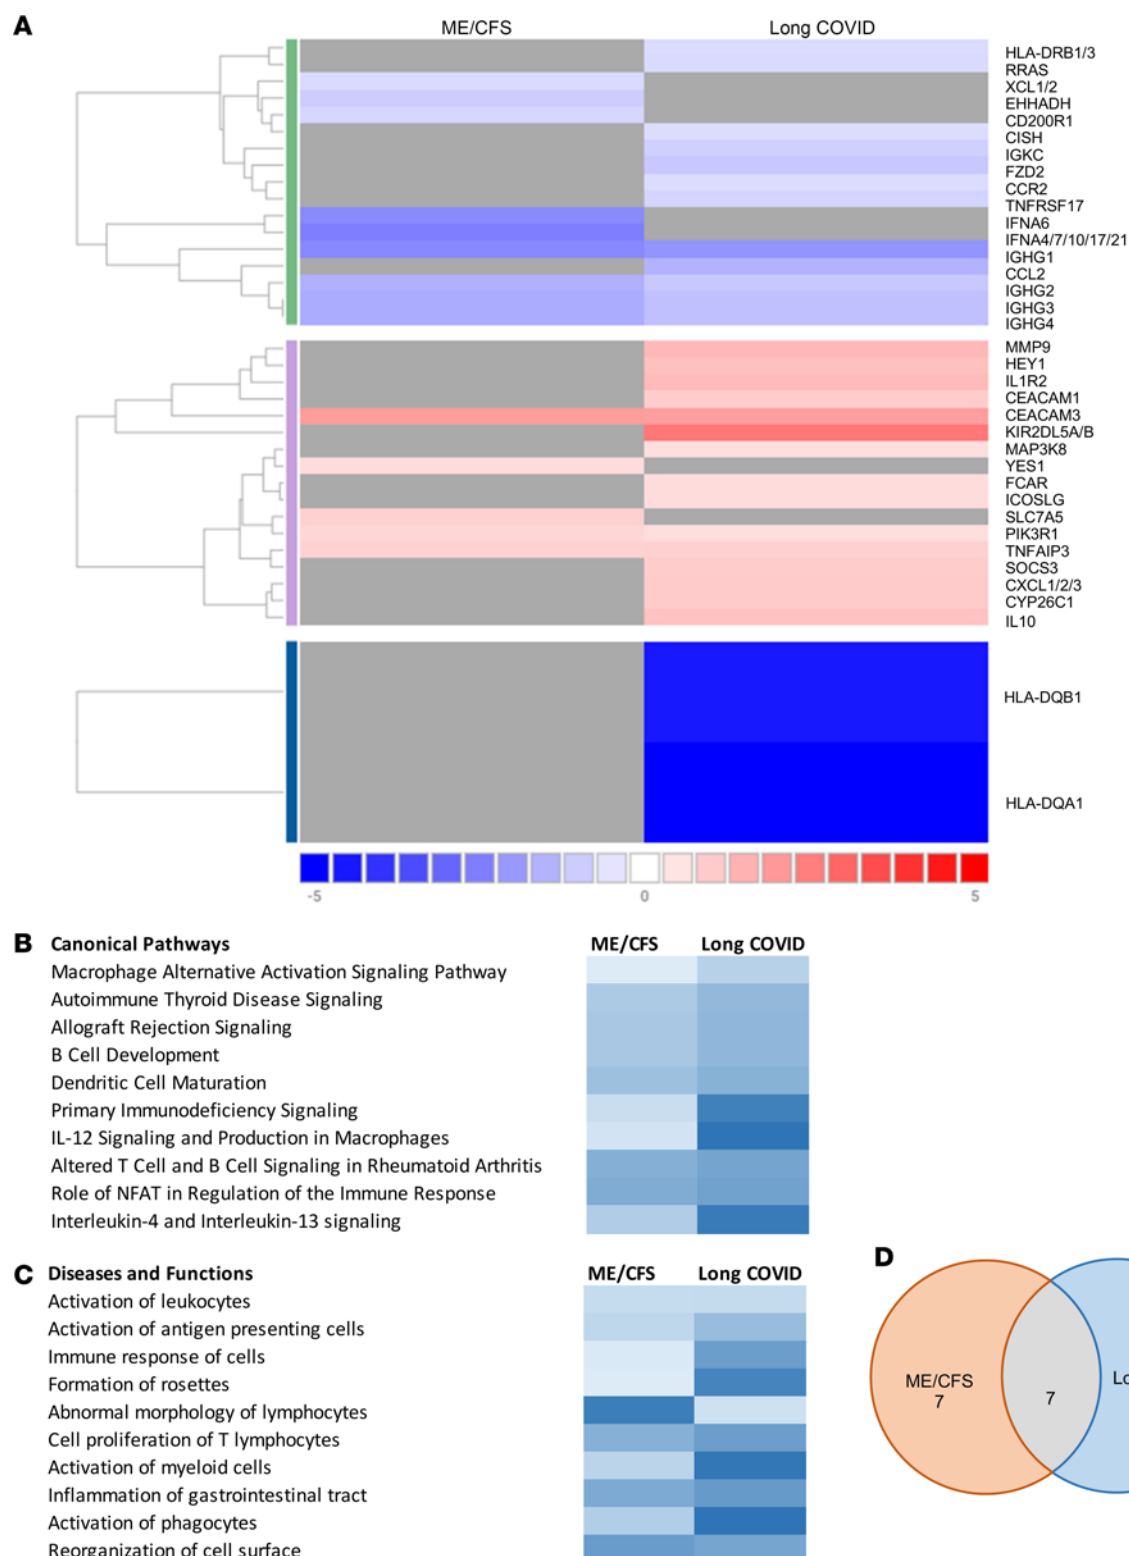 A
ME/CFS Long COVID
HLA-DRB1/3
RRAS
XCL1/2
EHHADH
CD200R1
CISH
IGKC
FZD2
CCR2
TNFRSF17
IFNA6
IFNA4/7/10/17/21
IGHG1
CCL2
IGHG2
IGHG3
IGHG4
MMP9
HEY1
IL1R2
CEACAM1
CEACAM3
KIR2DL5A/B
MAP3K8
YES1
FCAR
ICOSLG
SLC7A5
PIK3R1
TNFAIP3
SOCS3
CXCL1/2/3
CYP26C1
IL10
HLA-DQB1
HLA-DQA1
-5 0 5
B Canonical Pathways ME/CFS Long COVID
Macrophage Alternative Activation Signaling Pathway
Autoimmune Thyroid Disease Signaling
Allograft Rejection Signaling
B Cell Development
Dendritic Cell Maturation
Primary Immunodeficiency Signaling
IL-12 Signaling and Production in Macrophages
Altered T Cell and B Cell Signaling in Rheumatoid Arthritis
Role of NFAT in Regulation of the Immune Response
Interleukin-4 and Interleukin-13 signaling
C Diseases and Functions ME/CFS Long COVID
Activation of leukocytes
Activation of antigen presenting cells
Immune response of cells
Formation of rosettes
Abnormal morphology of lymphocytes
Cell proliferation of T lymphocytes
Activation of myeloid cells
Inflammation of gastrointestinal tract
Activation of phagocytes
Reorganization of cell surface
D
ME/CFS
7
7
Lo